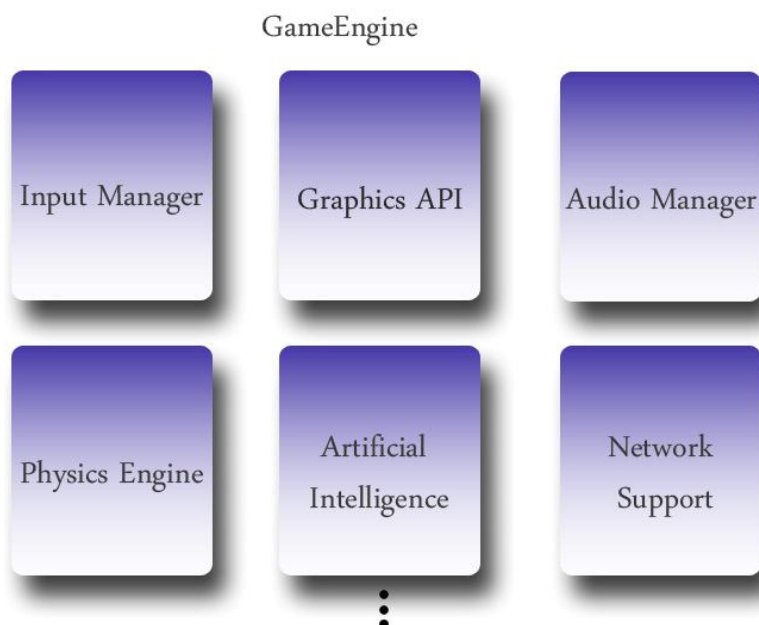 GameEngine
Input Manager
Graphics API
Audio Manager
Physics Engine
Artificial
Intelligence
Network
Support